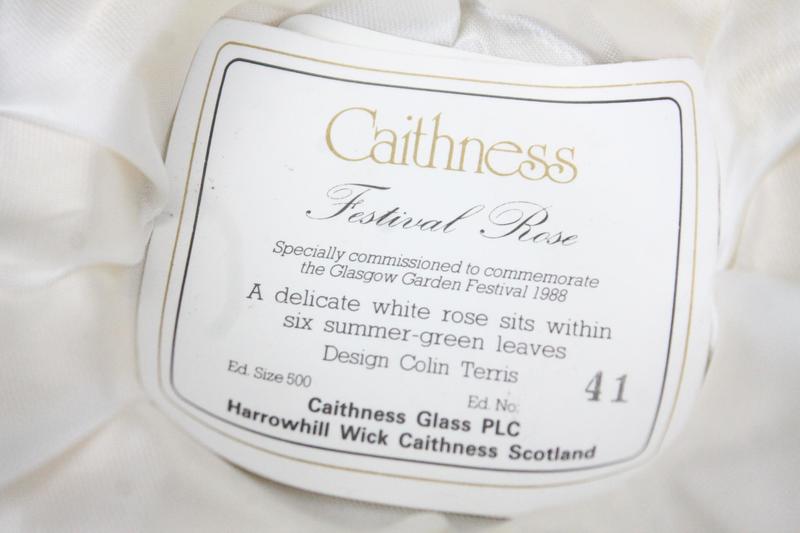 Caithness
Festival Rose
Specially commissioned to commemorate
the Glasgow Garden Festival 1988
A delicate white rose sits within
six summer-green leaves
Design Colin Terris
Ed. Size 500
Ed. No: 41
Caithness Glass PLC
Harrowhill Wick Caithness Scotland